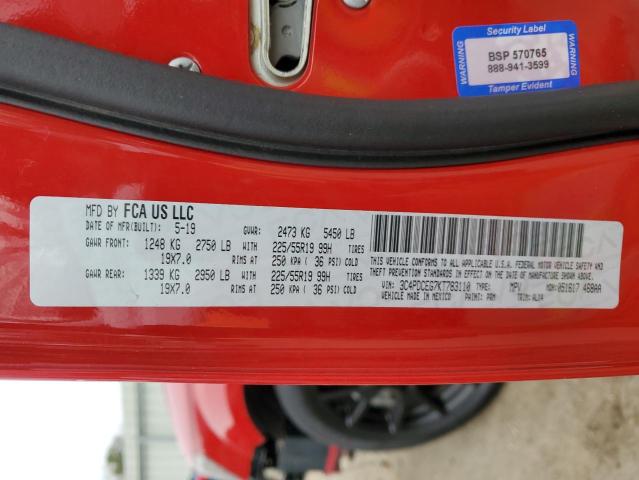 Security Label
WARNING
BSP 570765
888-941-3599
WARNING
Tamper Evident
MFD BY FCA US LLC
DATE OF MFR(BUILT): 5-19 GVWR: 2473 KG 5450 LB
GAWR FRONT: 1248 KG 2750 LB WITH 225/55R19 99H TIRES
19X7.0 RIMS AT 250 KPA ( 36 PSI) COLD
GAWR REAR: 1339 KG 2950 LB WITH 225/55R19 99H TIRES
19X7.0 RIMS AT 250 KPA ( 36 PSI) COLD
THIS VEHICLE CONFORMS TO ALL APPLICABLE U.S.A. FEDERAL MOTOR VEHICLE SAFETY AND
THEFT PREVENTION STANDARDS IN EFFECT ON THE DATE OF MANUFACTURE SHOWN ABOVE.
VIN: 3C4PDCEG7KT783110 TYPE: MPV MDH: 051617 488AA
VEHICLE MADE IN MEXICO PAINT: PRM TRIM: ALX9